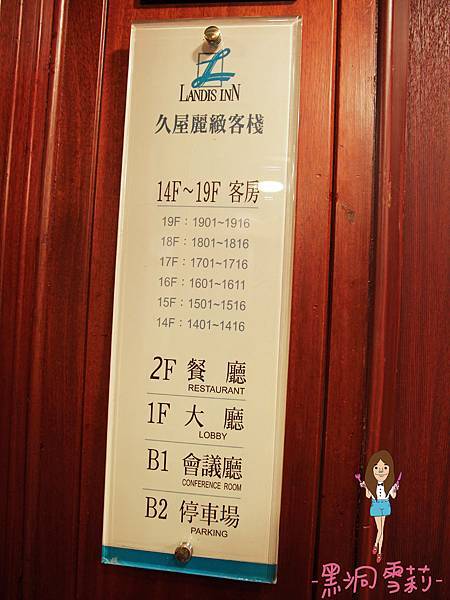 L
LANDIS INN
久屋麗緻客棧
14F～19F 客房
19F：1901~1916
18F：1801~1816
17F：1701~1716
16F：1601~1611
15F：1501~1516
14F：1401~1416
2F 餐廳
RESTAURANT
1F 大廳
LOBBY
B1 會議廳
CONFERENCE ROOM
B2 停車場
PARKING
-黑洞雪莉-